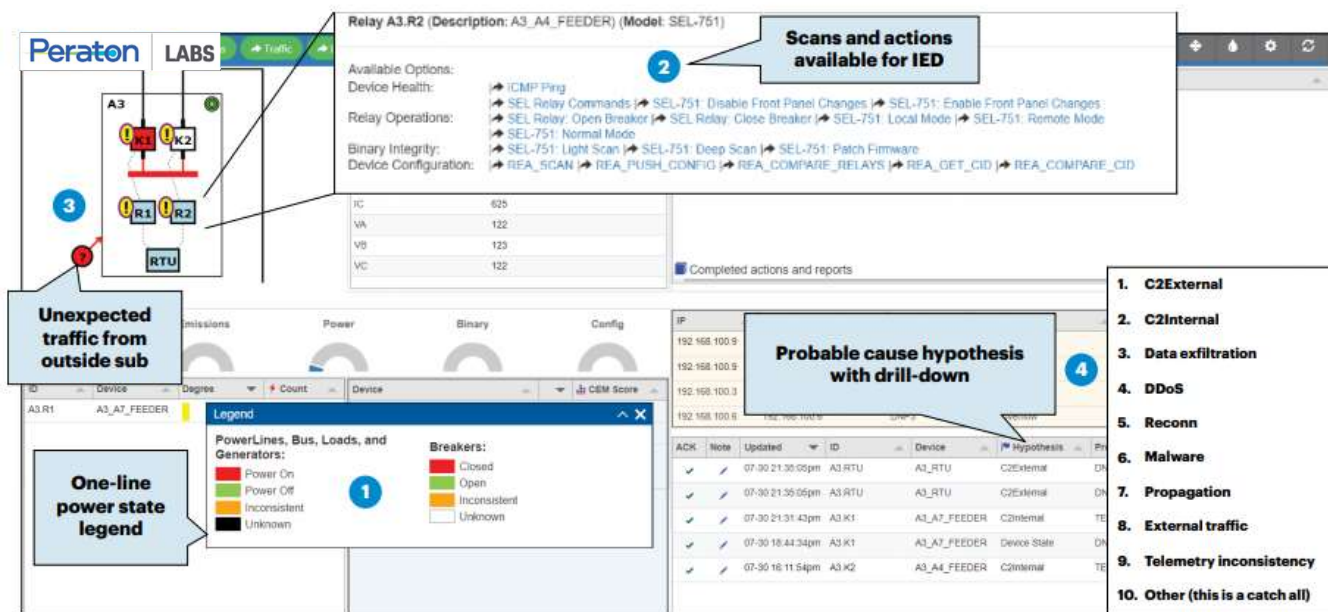 Peraton | LABS
Traffic
Relay A3.R2 (Description: A3_A4_FEEDER) (Model: SEL-751)
Available Options:
Device Health: ICMP Ping
SEL Relay Commands | SEL-751: Disable Front Panel Changes | SEL-751: Enable Front Panel Changes
Relay Operations: SEL Relay: Open Breaker | SEL Relay: Close Breaker | SEL-751: Local Mode | SEL-751: Remote Mode
SEL-751: Normal Mode
Binary Integrity: SEL-751: Light Scan | SEL-751: Deep Scan | SEL-751: Patch Firmware
Device Configuration: REA_SCAN | REA_PUSH_CONFIG | REA_COMPARE_RELAYS | REA_GET_CID | REA_COMPARE_CID
2
Scans and actions
available for IED
A3
! K1 ! K2
! R1 ! R2
RTU
3
?
Unexpected
traffic from
outside sub
IC 625
VA 122
VB 123
VC 122
Completed actions and reports
Emissions Power Binary Config
ID Device Degree Count Device CEM Score
A3.R1 A3_A7_FEEDER
One-line
power state
legend
Legend
PowerLines, Bus, Loads, and
Generators:
Power On
Power Off
Inconsistent
Unknown
1
Breakers:
Closed
Open
Inconsistent
Unknown
IP
192.168.100.9
192.168.100.9
192.168.100.3
192.168.100.6 192.168.100.6
Probable cause hypothesis
with drill-down
4
ACK Note Updated ID Device Hypothesis
07-30 21:35:05pm A3.RTU A3_RTU C2External
07-30 21:35:05pm A3.RTU A3_RTU C2External
07-30 21:31:43pm A3.K1 A3_A7_FEEDER C2Internal
07-30 18:44:34pm A3.K1 A3_A7_FEEDER Device State
07-30 16:11:54pm A3.K2 A3_A4_FEEDER C2Internal
1. C2External
2. C2Internal
3. Data exfiltration
4. DDoS
5. Reconn
6. Malware
7. Propagation
8. External traffic
9. Telemetry inconsistency
10. Other (this is a catch all)